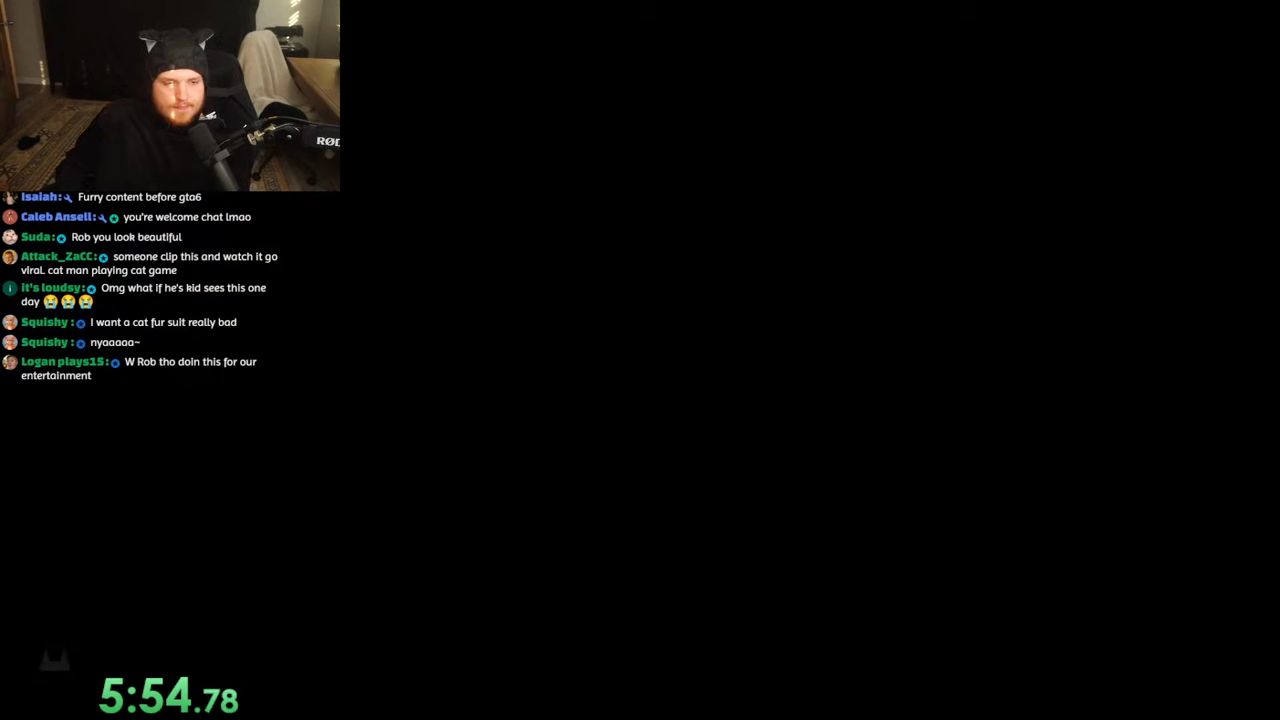 RØD
Isaiah: Furry content before gta6
Caleb Ansell: you're welcome chat lmao
Suda: Rob you look beautiful
Attack_ZaCC: someone clip this and watch it go
viral. cat man playing cat game
it's loudsy: Omg what if he's kid sees this one
day 😭😭😭
Squishy : I want a cat fur suit really bad
Squishy : nyaaaaa~
Logan plays15: W Rob tho doin this for our
entertainment
5:54.78